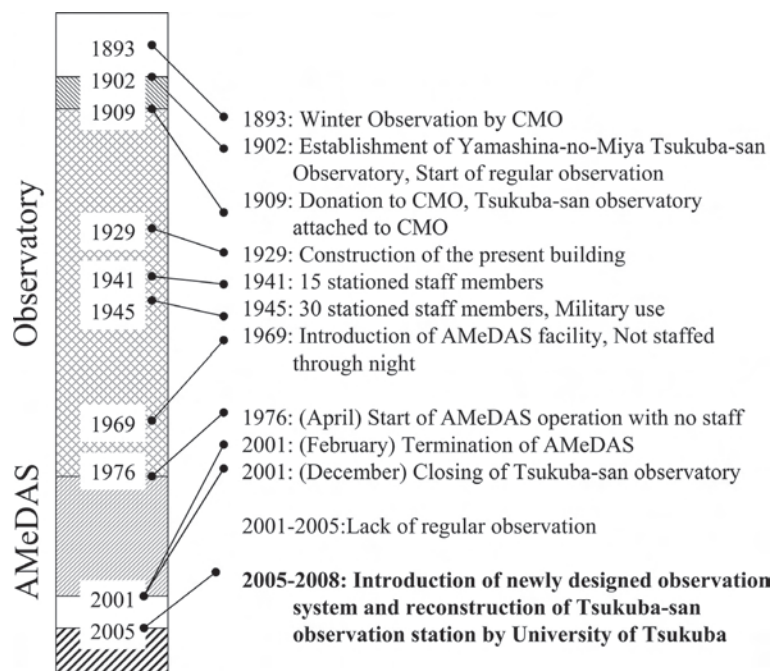 Observatory
AMeDAS
1893
1902
1909
1929
1941
1945
1969
1976
2001
2005
1893: Winter Observation by CMO
1902: Establishment of Yamashina-no-Miya Tsukuba-san
Observatory, Start of regular observation
1909: Donation to CMO, Tsukuba-san observatory
attached to CMO
1929: Construction of the present building
1941: 15 stationed staff members
1945: 30 stationed staff members, Military use
1969: Introduction of AMeDAS facility, Not staffed
through night
1976: (April) Start of AMeDAS operation with no staff
2001: (February) Termination of AMeDAS
2001: (December) Closing of Tsukuba-san observatory
2001-2005:Lack of regular observation
2005-2008: Introduction of newly designed observation
system and reconstruction of Tsukuba-san
observation station by University of Tsukuba